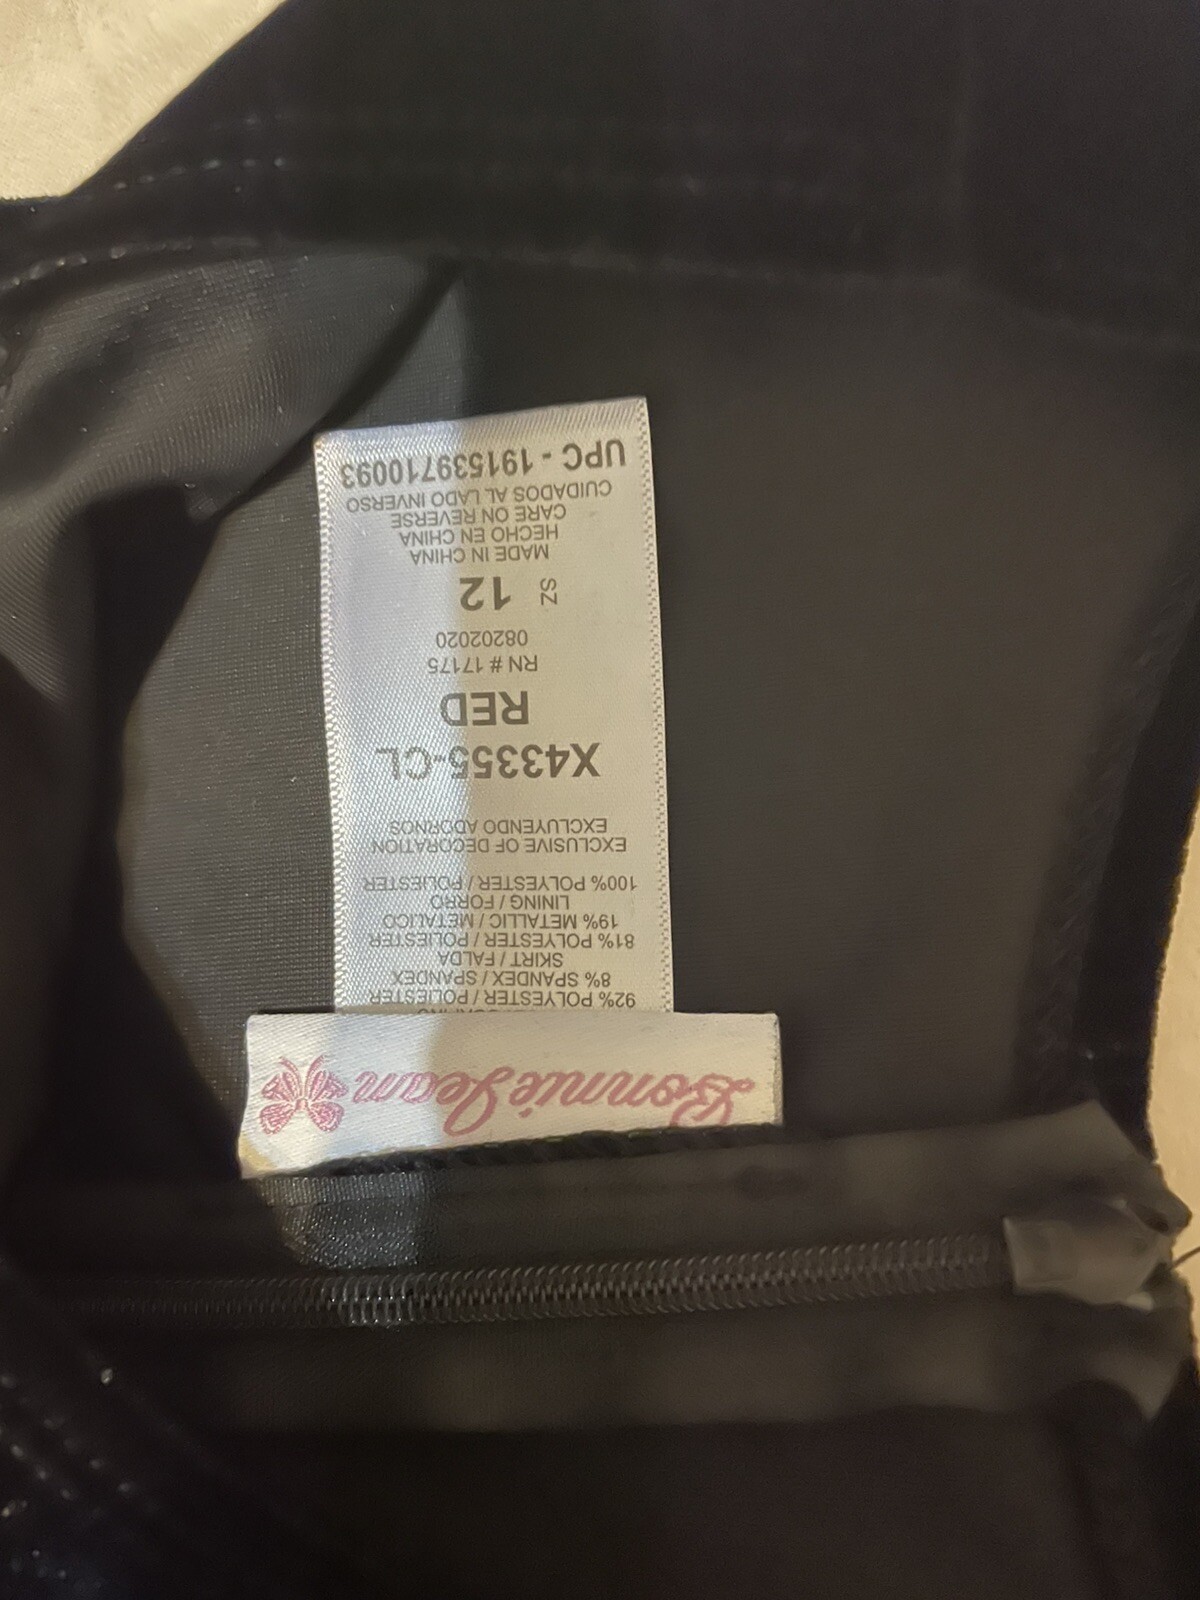 Bonnie Jean
92% POLYESTER / POLIESTER
8% SPANDEX / SPANDEX
SKIRT / FALDA
81% POLYESTER / POLIESTER
19% METALLIC / METALICO
LINING / FORRO
100% POLYESTER / POLIESTER
EXCLUSIVE OF DECORATION
EXCLUYENDO ADORNOS
X43355-CL
RED
RN # 17175
08202020
SZ 12
MADE IN CHINA
HECHO EN CHINA
CARE ON REVERSE
CUIDADOS AL LADO INVERSO
UPC - 191539710093